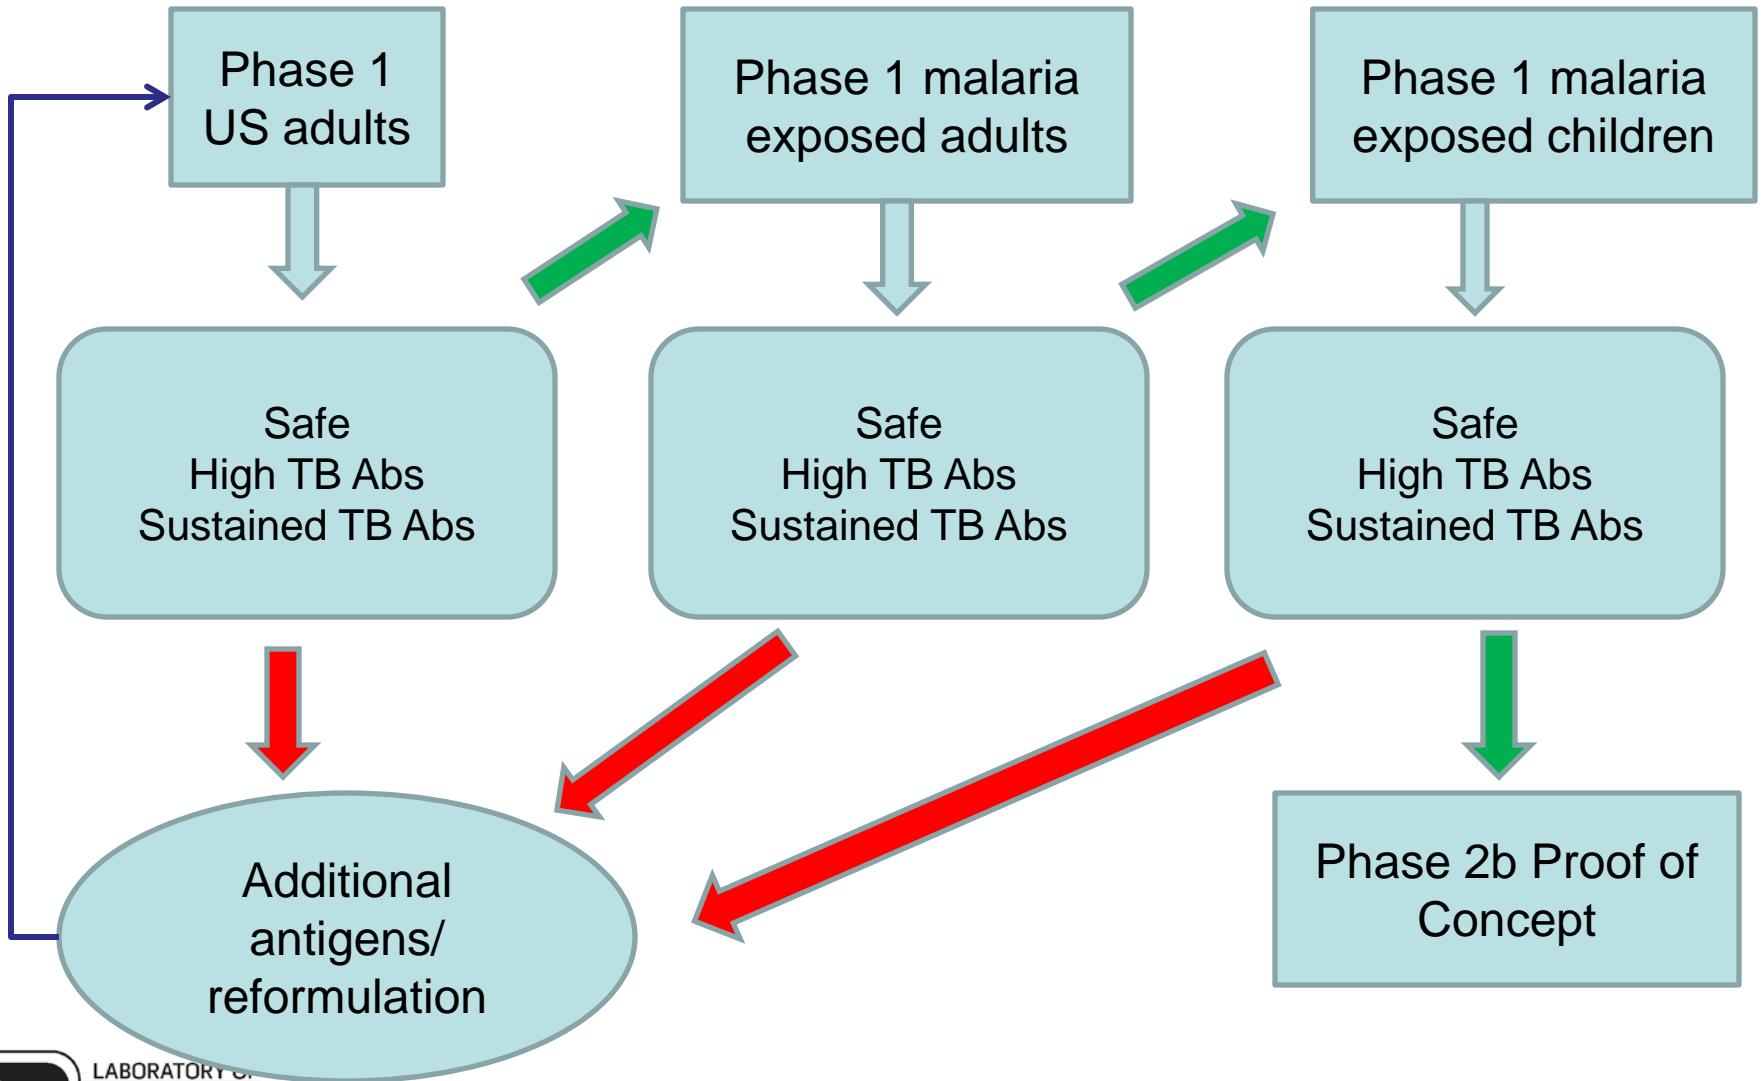 Phase 1
US adults
Phase 1 malaria
exposed adults
Phase 1 malaria
exposed children
Safe
High TB Abs
Sustained TB Abs
Safe
High TB Abs
Sustained TB Abs
Safe
High TB Abs
Sustained TB Abs
Additional
antigens/
reformulation
Phase 2b Proof of
Concept
LABORATORY